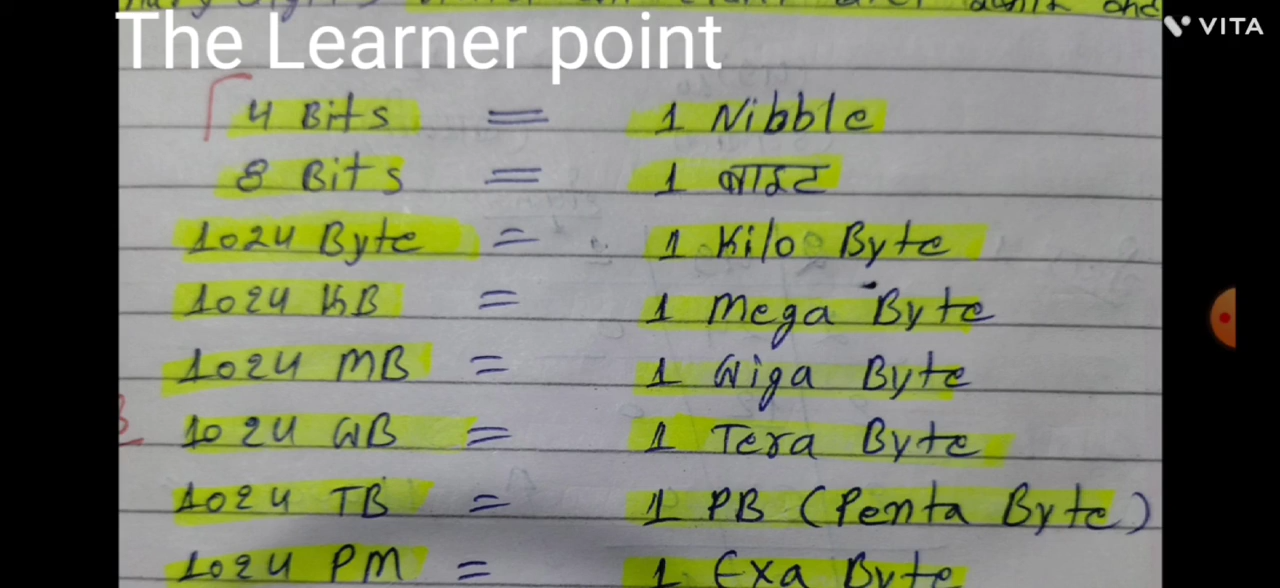 The Learner point
VITA
4 Bits = 1 Nibble
8 Bits = 1 बाइट
1024 Byte = 1 Kilo Byte
1024 KB = 1 Mega Byte
1024 MB = 1 Giga Byte
1024 GB = 1 Tera Byte
1024 TB = 1 PB (Penta Byte)
1024 PM = 1 Exa Byte